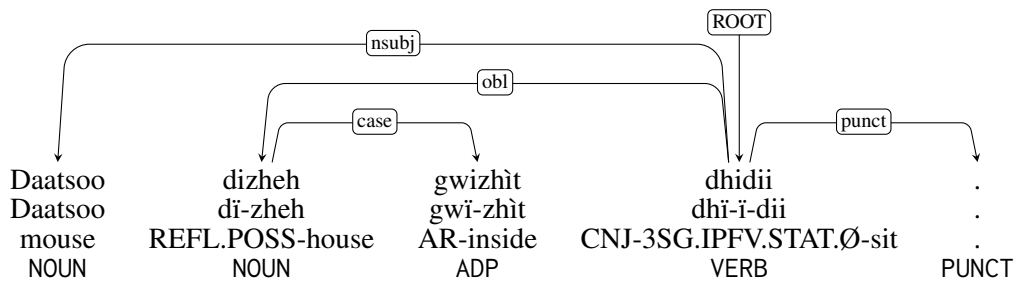 ROOT
nsubj
obl
case punct
Daatsoo dizheh gwizhìt dhidii .
Daatsoo dï-zheh gwï-zhìt dhï-ï-dii .
mouse REFL.POSS-house AR-inside CNJ-3SG.IPFV.STAT.Ø-sit .
NOUN NOUN ADP VERB PUNCT